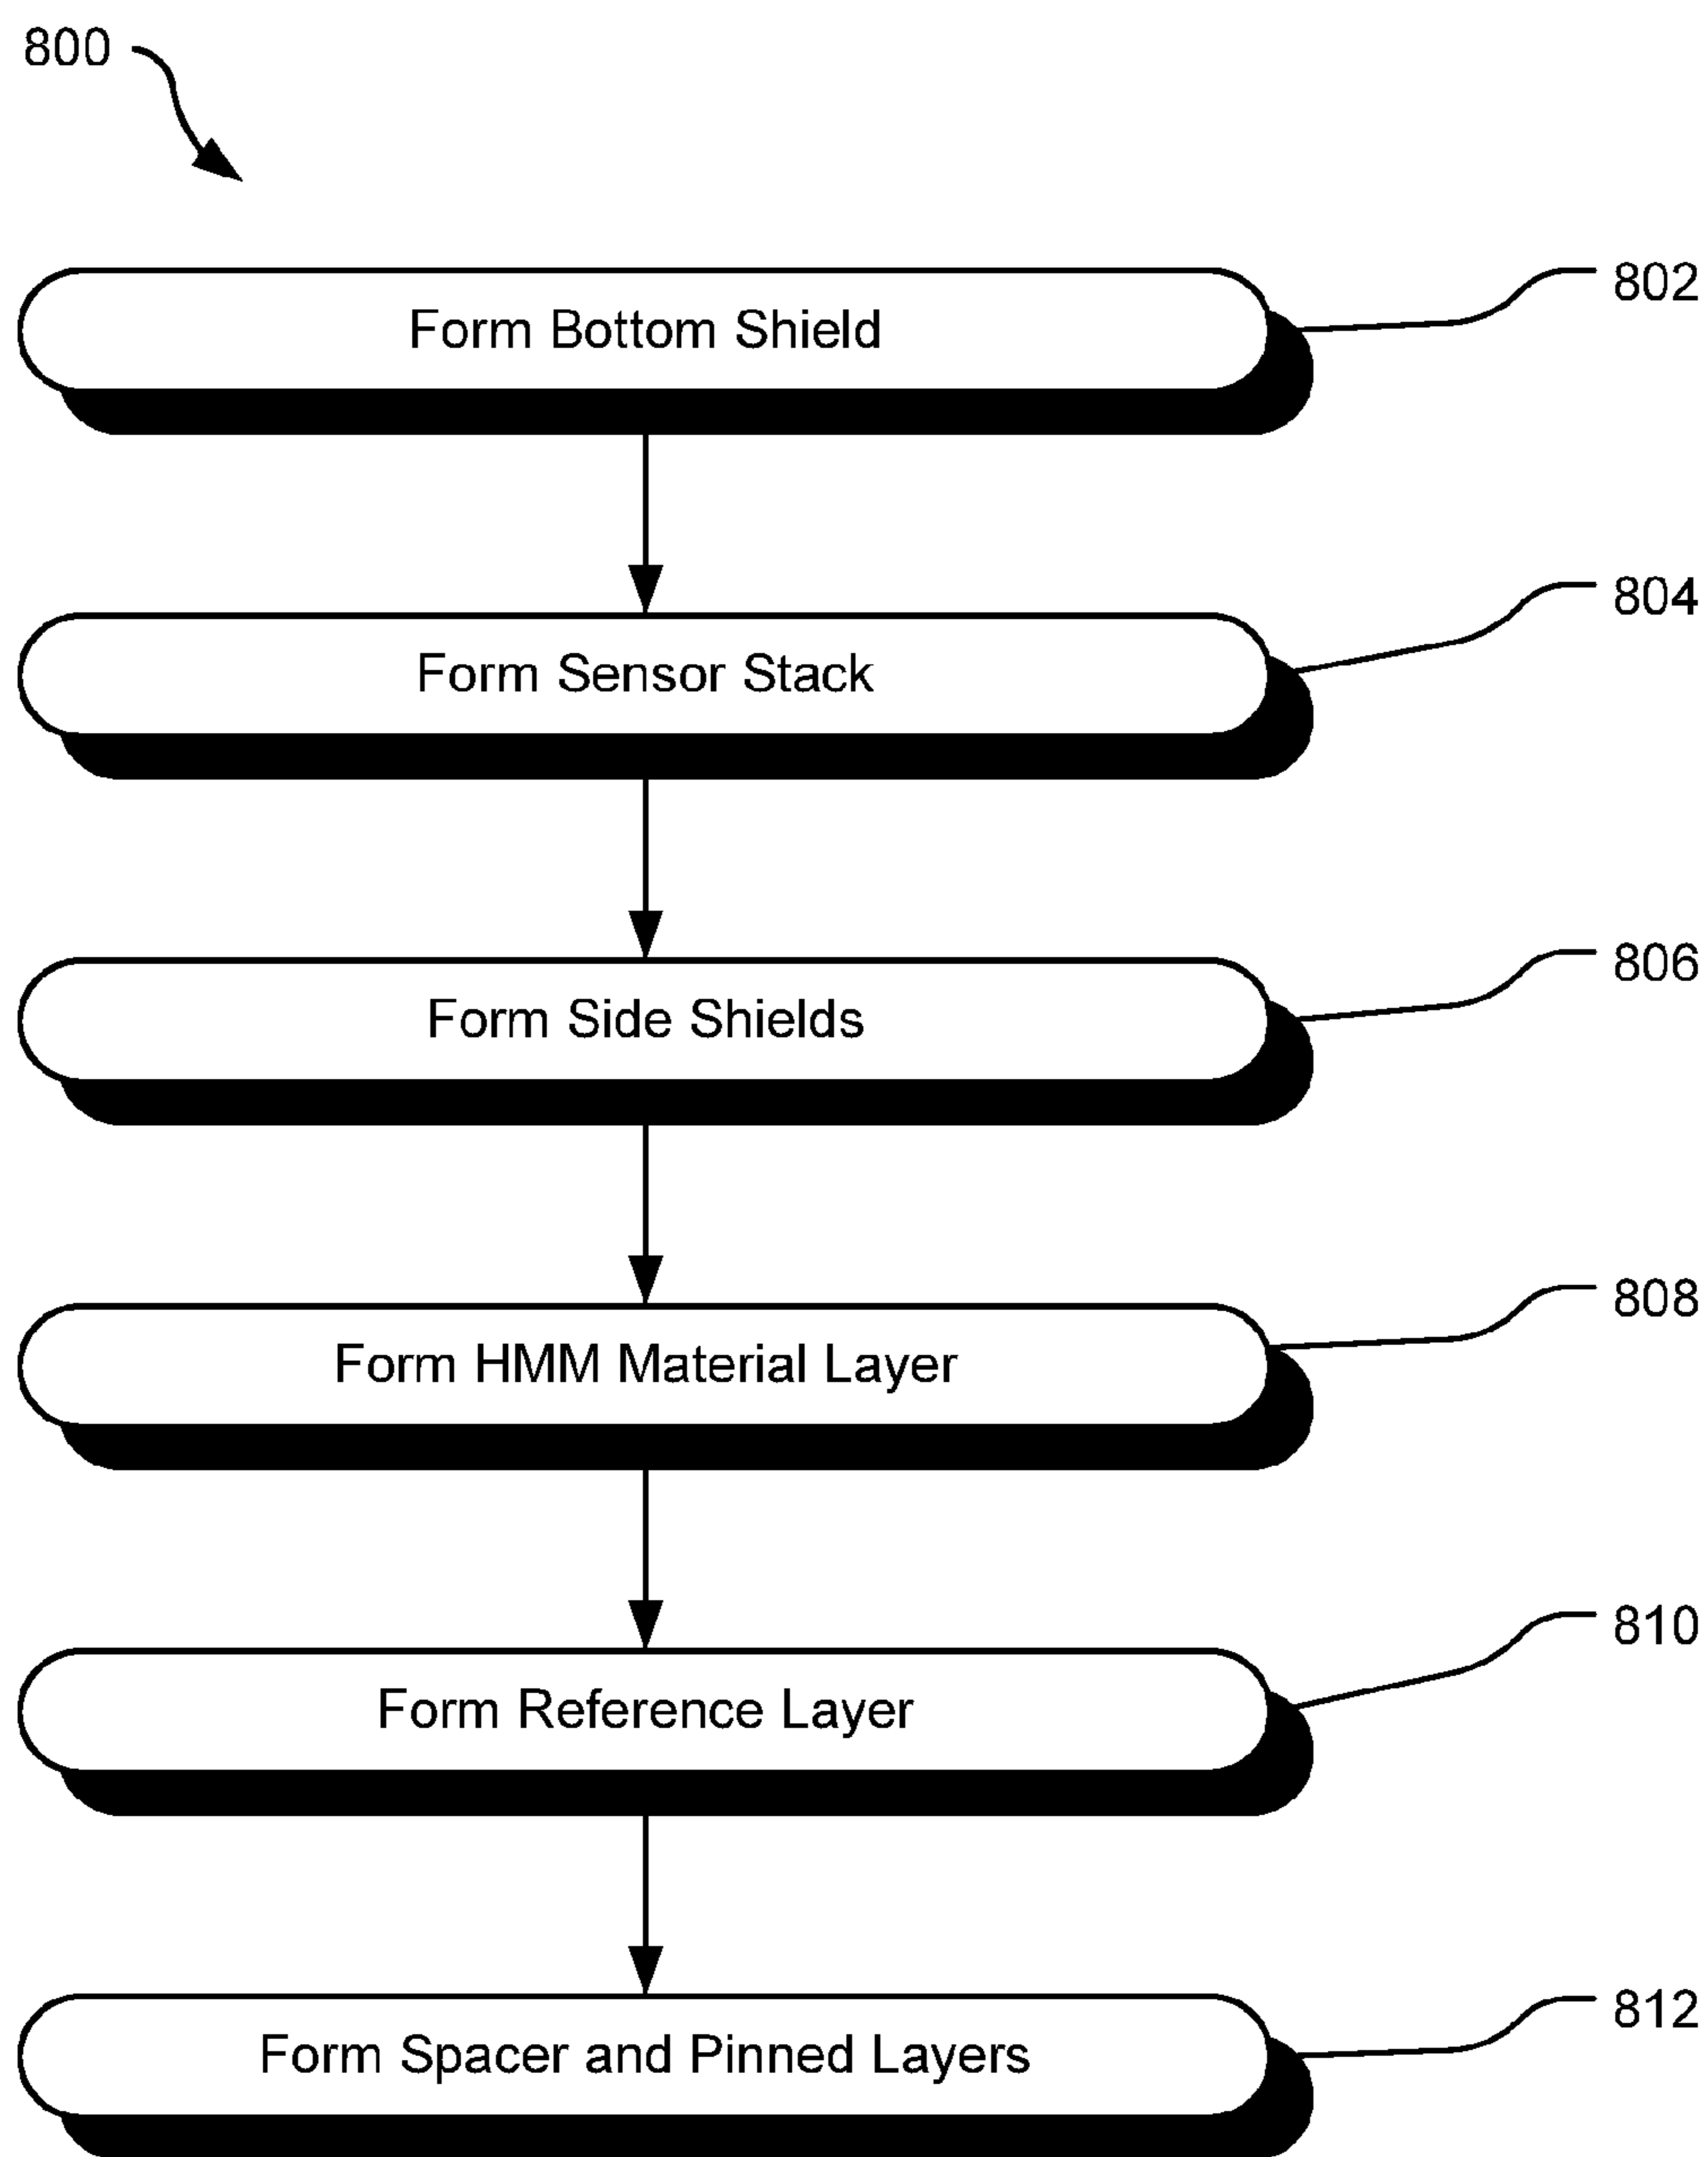 800
Form Bottom Shield
802
Form Sensor Stack
804
Form Side Shields
806
Form HMM Material Layer
808
Form Reference Layer
810
Form Spacer and Pinned Layers
812